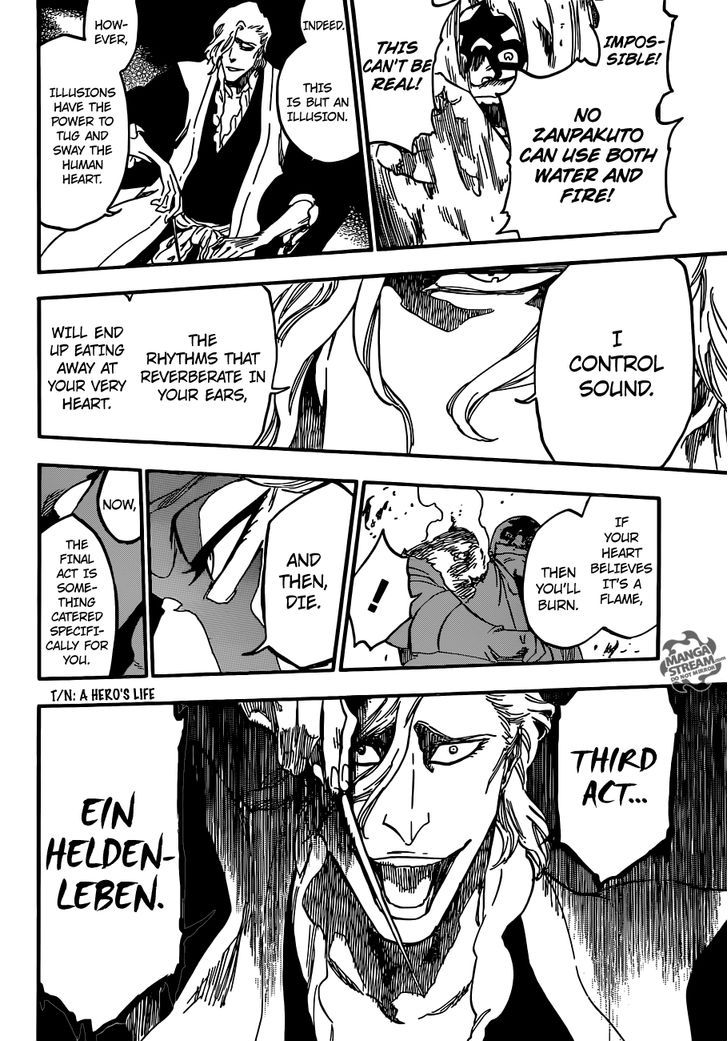 IMPOS-
SIBLE!
THIS
CAN'T BE
REAL!
NO
ZANPAKUTO
CAN USE BOTH
WATER AND
FIRE!
INDEED.
THIS
IS BUT AN
ILLUSION.
HOW-
EVER,
ILLUSIONS
HAVE THE
POWER TO
TUG AND
SWAY THE
HUMAN
HEART.
I
CONTROL
SOUND.
THE
RHYTHMS THAT
REVERBERATE IN
YOUR EARS,
WILL END
UP EATING
AWAY AT
YOUR VERY
HEART.
IF
YOUR
HEART
BELIEVES
IT'S A
FLAME,
THEN
YOU'LL
BURN.
!
AND
THEN,
DIE.
NOW,
THE
FINAL
ACT IS
SOME-
THING
CATERED
SPECIFI-
CALLY FOR
YOU.
MANGA
STREAM.com
DO NOT MIRROR
T/N: A HERO'S LIFE
THIRD
ACT...
EIN
HELDEN-
LEBEN.